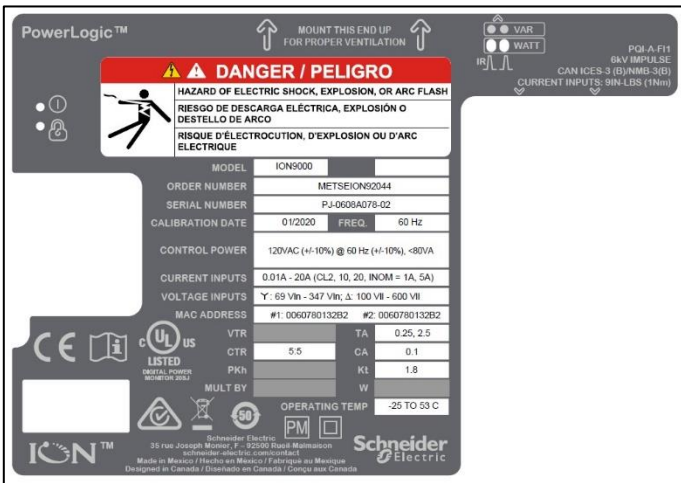 PowerLogic™
MOUNT THIS END UP
FOR PROPER VENTILATION
VAR
WATT
IR
PQI-A-FI1
6kV IMPULSE
CAN ICES-3 (B)/NMB-3(B)
CURRENT INPUTS: 9IN-LBS (1Nm)
DANGER / PELIGRO
HAZARD OF ELECTRIC SHOCK, EXPLOSION, OR ARC FLASH
RIESGO DE DESCARGA ELÉCTRICA, EXPLOSIÓN O
DESTELLO DE ARCO
RISQUE D'ÉLECTROCUTION, D'EXPLOSION OU D'ARC
ELECTRIQUE
MODEL ION9000
ORDER NUMBER METSEION92044
SERIAL NUMBER PJ-0608A078-02
CALIBRATION DATE 01/2020 FREQ. 60 Hz
CONTROL POWER 120VAC (+/-10%) @ 60 Hz (+/-10%), <80VA
CURRENT INPUTS 0.01A - 20A (CL2, 10, 20, INOM = 1A, 5A)
VOLTAGE INPUTS Y: 69 Vln - 347 Vln; Δ: 100 Vll - 600 Vll
MAC ADDRESS #1: 0060780132B2 #2: 0060780132B2
VTR TA 0.25, 2.5
CTR 5:5 CA 0.1
PKh Kt 1.8
MULT BY W
OPERATING TEMP -25 TO 53 C
CE
C UL US
LISTED
DIGITAL POWER
MONITOR 20SJ
50
PM
Schneider Electric
35 rue Joseph Monier, F – 92500 Rueil-Malmaison
schneider-electric.com/contact
Made in Mexico / Hecho en México / Fabriqué au Mexique
Designed in Canada / Diseñado en Canadá / Conçu aux Canada
ION™
Schneider
Electric